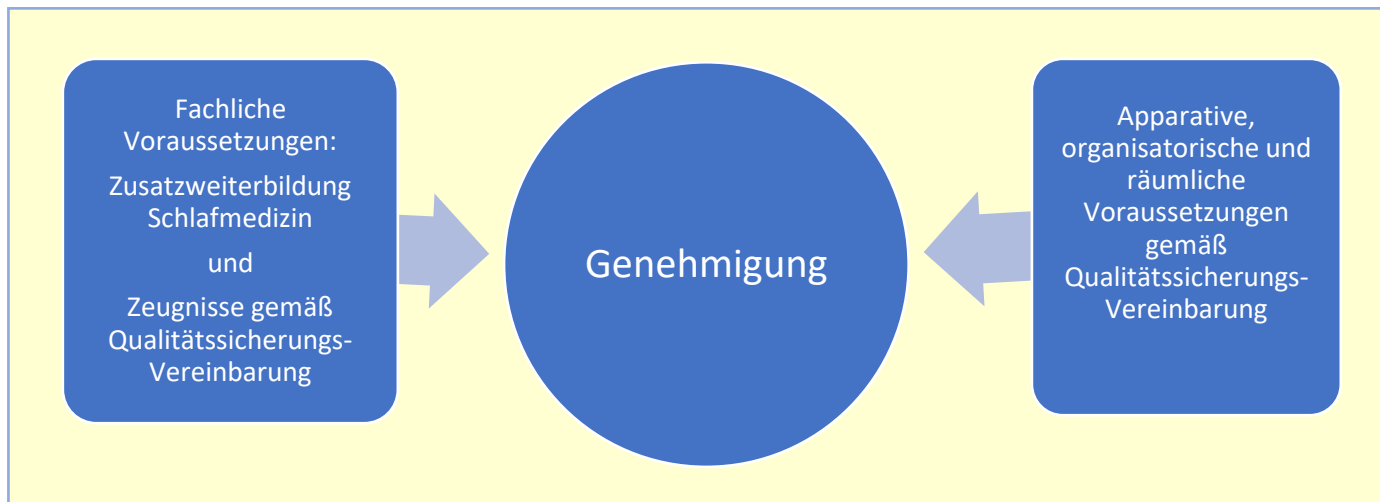 Fachliche
Voraussetzungen:
Zusatzweiterbildung
Schlafmedizin
und
Zeugnisse gemäß
Qualitätssicherungs-
Vereinbarung
Genehmigung
Apparative,
organisatorische und
räumliche
Voraussetzungen
gemäß
Qualitätssicherungs-
Vereinbarung